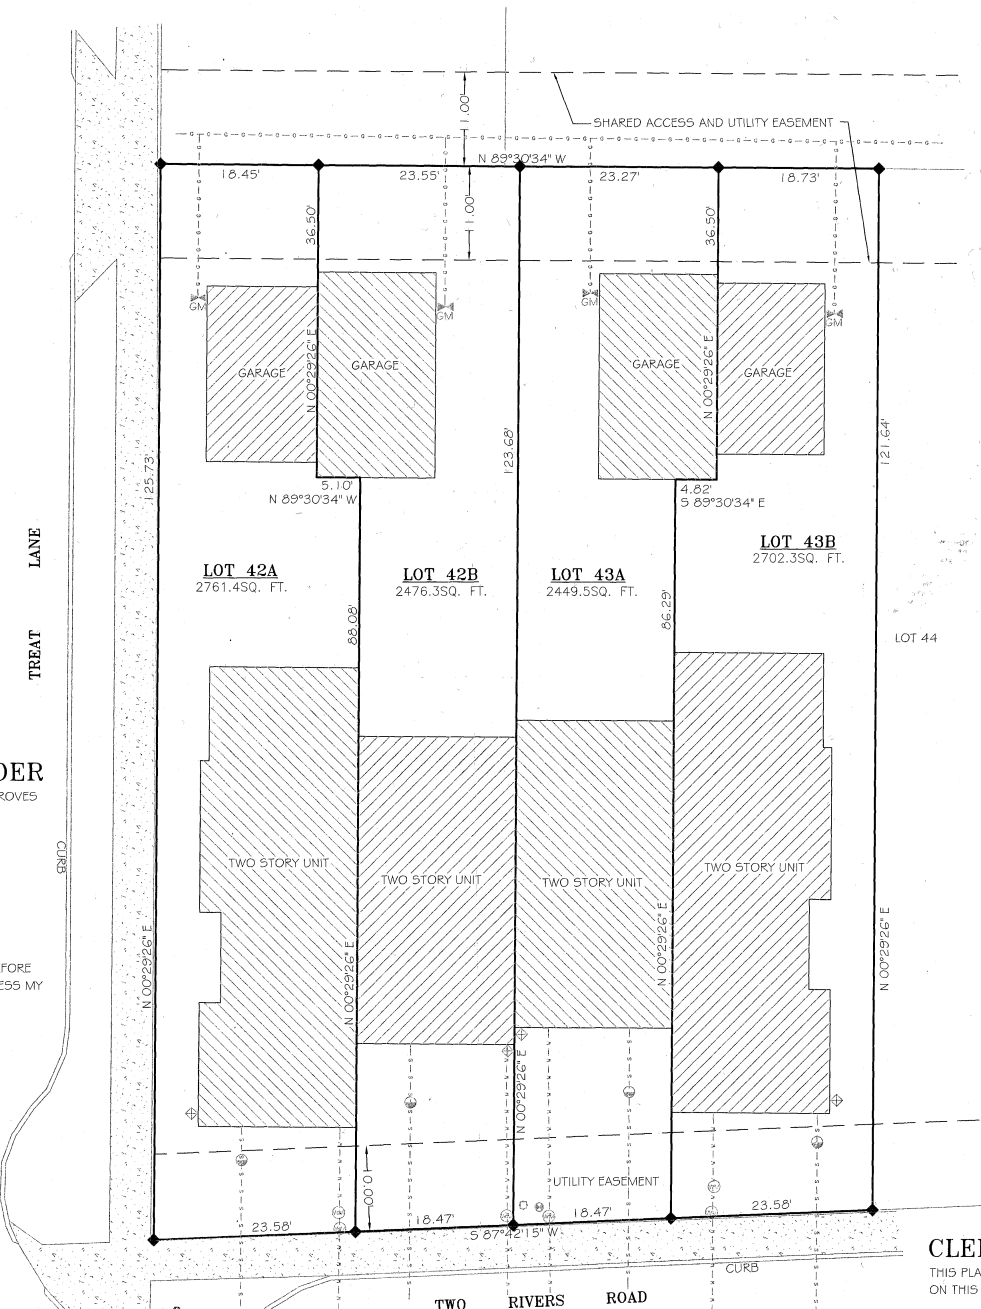 SHARED ACCESS AND UTILITY EASEMENT
11.00'
N 89°30'34" W
18.45'
23.55'
23.27'
18.73'
36.50'
11.00'
36.50'
GM
GM
GM
GM
GARAGE
GARAGE
GARAGE
GARAGE
N 00°29'26" E
N 00°29'26" E
125.73'
123.68'
121.64'
5.10'
N 89°30'34" W
4.82'
S 89°30'34" E
LOT 42A
2761.4SQ. FT.
LOT 42B
2476.3SQ. FT.
LOT 43A
2449.5SQ. FT.
LOT 43B
2702.3SQ. FT.
88.08'
86.29'
LOT 44
TREAT LANE
DER
ROVES
CURB
TWO STORY UNIT
TWO STORY UNIT
TWO STORY UNIT
TWO STORY UNIT
N 00°29'26" E
N 00°29'26" E
N 00°29'26" E
N 00°29'26" E
N 00°29'26" E
EFORE
ESS MY
10.00'
UTILITY EASEMENT
23.58'
18.47'
18.47'
23.58'
S 87°42'15" W
CURB
TWO RIVERS ROAD
CLE
THIS PLA
ON THIS